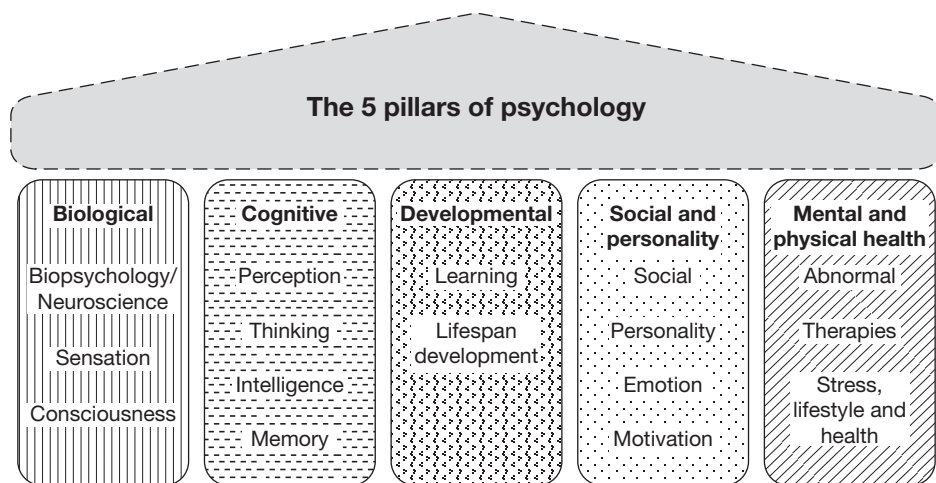 The 5 pillars of psychology
Biological
Biopsychology/
Neuroscience
Sensation
Consciousness
Cognitive
Perception
Thinking
Intelligence
Memory
Developmental
Learning
Lifespan
development
Social and
personality
Social
Personality
Emotion
Motivation
Mental and
physical health
Abnormal
Therapies
Stress,
lifestyle and
health